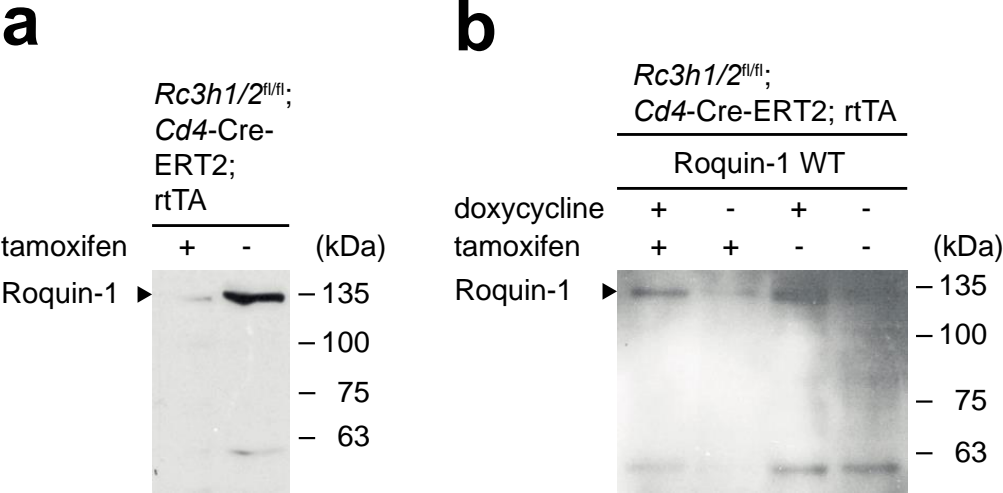 a
Rc3h1/2fl/fl;
Cd4-Cre-
ERT2;
rtTA
tamoxifen + - (kDa)
Roquin-1 ► – 135
– 100
– 75
– 63
b
Rc3h1/2fl/fl;
Cd4-Cre-ERT2; rtTA
Roquin-1 WT
doxycycline + - + -
tamoxifen + + - - (kDa)
Roquin-1 ► – 135
– 100
– 75
– 63